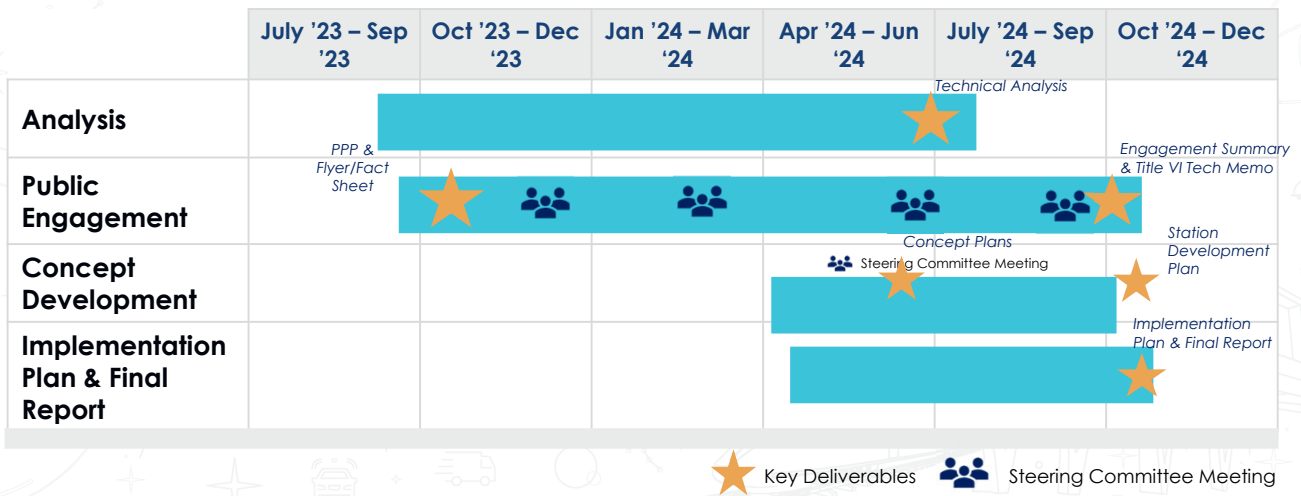 July ’23 – Sep
‘23
Oct ’23 – Dec
‘23
Jan ’24 – Mar
‘24
Apr ’24 – Jun
‘24
July ’24 – Sep
‘24
Oct ’24 – Dec
‘24
Analysis
Technical Analysis
Public
Engagement
PPP &
Flyer/Fact
Sheet
Engagement Summary
& Title VI Tech Memo
Concept
Development
Concept Plans
Steering Committee Meeting
Station
Development
Plan
Implementation
Plan & Final
Report
Implementation
Plan & Final Report
Key Deliverables
Steering Committee Meeting